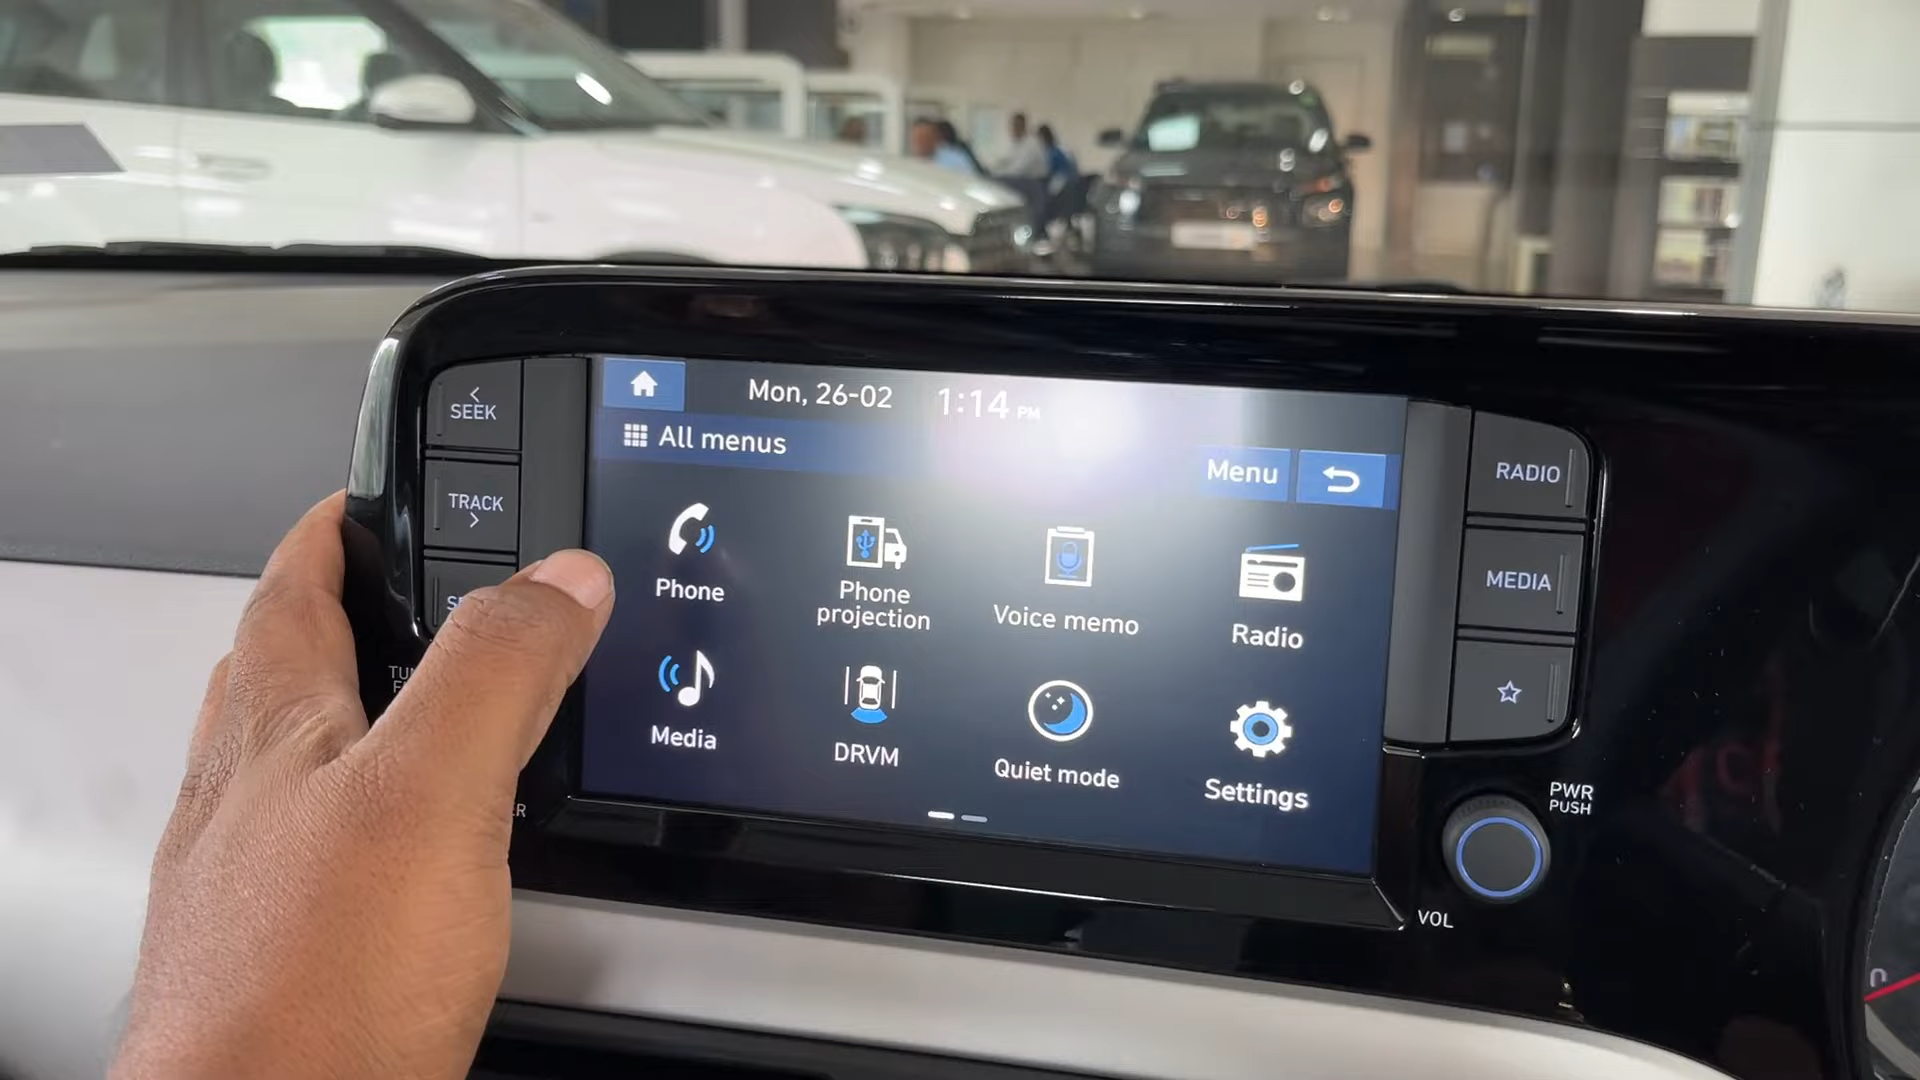 SEEK
TRACK
Mon, 26-02 1:14 PM
All menus
Menu
Phone
Phone
projection
Voice memo
Radio
Media
DRVM
Quiet mode
Settings
RADIO
MEDIA
PWR
PUSH
VOL